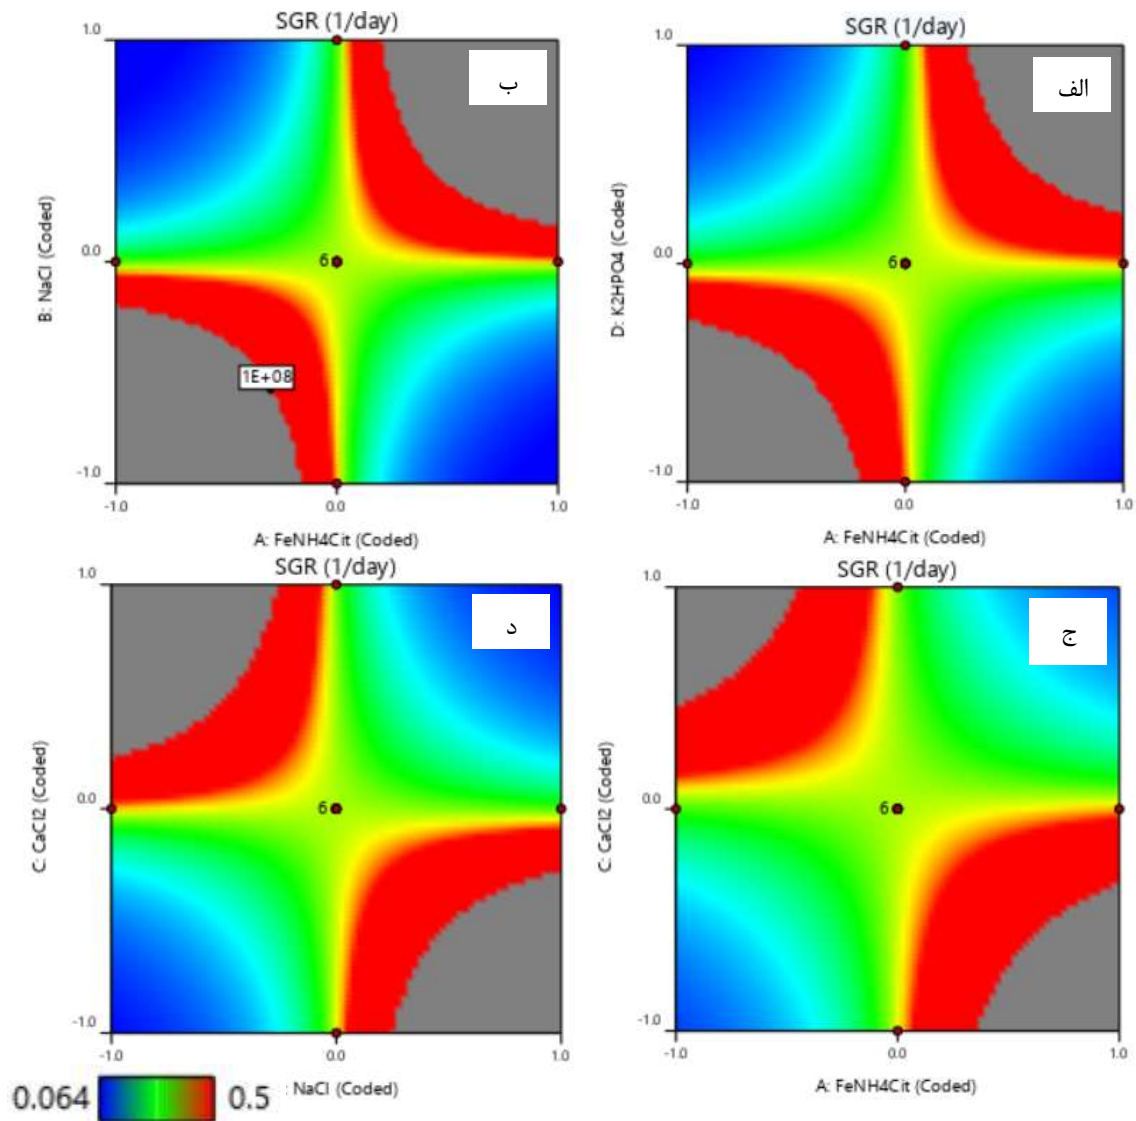 SGR (1/day)
ب
1.0
0.0
-1.0
B: NaCl (Coded)
6
1E+08
-1.0
0.0
1.0
A: FeNH4Cit (Coded)
SGR (1/day)
الف
1.0
0.0
-1.0
D: K2HPO4 (Coded)
6
-1.0
0.0
1.0
A: FeNH4Cit (Coded)
SGR (1/day)
د
1.0
0.0
-1.0
C: CaCl2 (Coded)
6
-1.0
0.0
1.0
: NaCl (Coded)
SGR (1/day)
ج
1.0
0.0
-1.0
C: CaCl2 (Coded)
6
-1.0
0.0
1.0
A: FeNH4Cit (Coded)
0.064
0.5